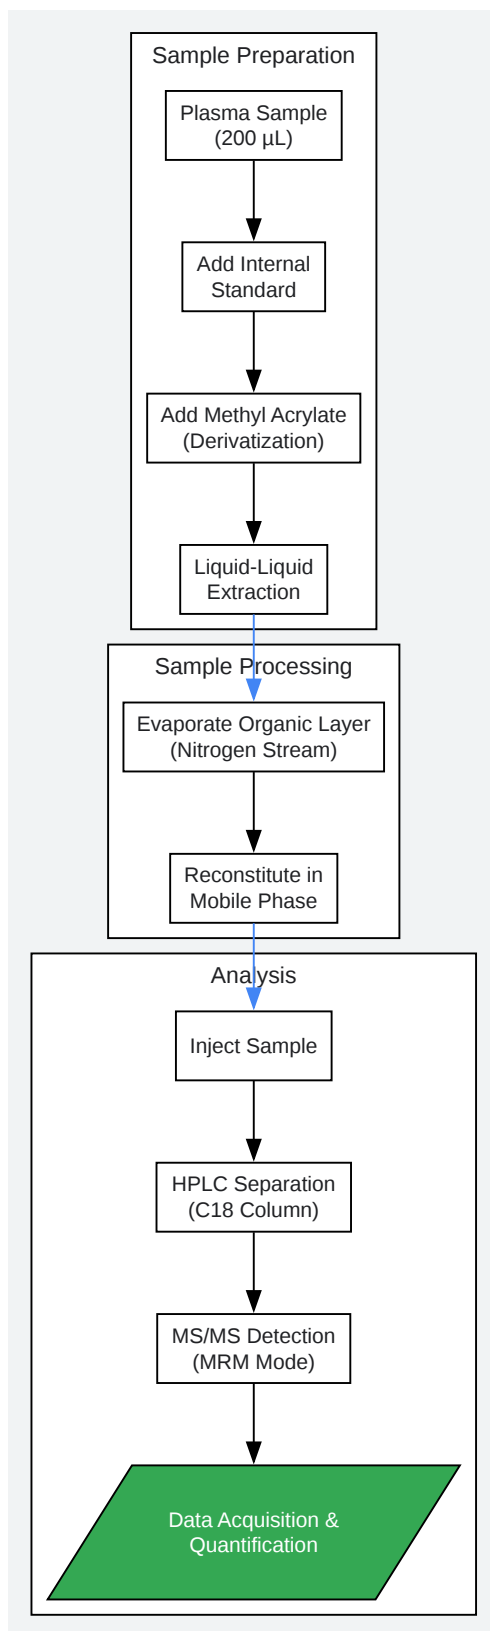 Sample Preparation
Plasma Sample
(200 µL)
Add Internal
Standard
Add Methyl Acrylate
(Derivatization)
Liquid-Liquid
Extraction
Sample Processing
Evaporate Organic Layer
(Nitrogen Stream)
Reconstitute in
Mobile Phase
Analysis
Inject Sample
HPLC Separation
(C18 Column)
MS/MS Detection
(MRM Mode)
Data Acquisition &
Quantification